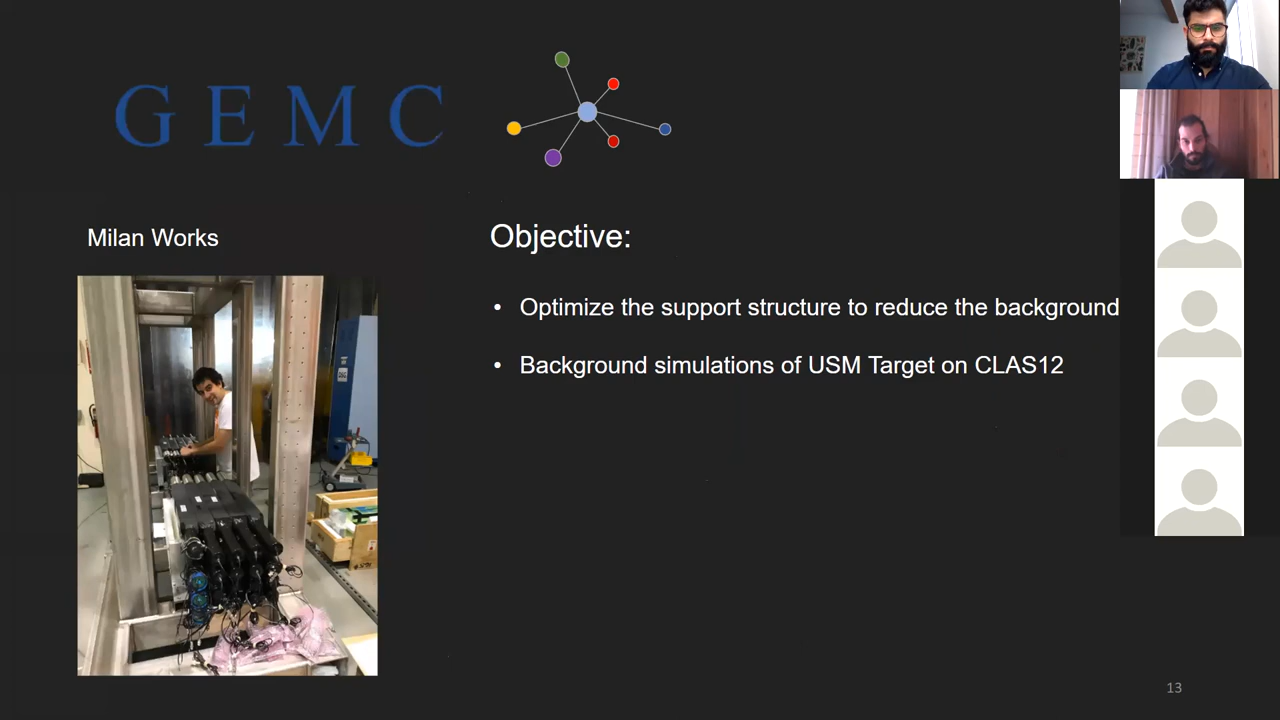 G E M C
Milan Works
Objective:
• Optimize the support structure to reduce the background
• Background simulations of USM Target on CLAS12
13